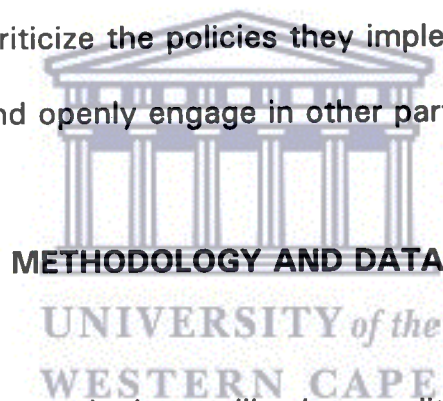 riticize the policies they imple
nd openly engage in other par
METHODOLOGY AND DATA
UNIVERSITY of the
WESTERN CAPE